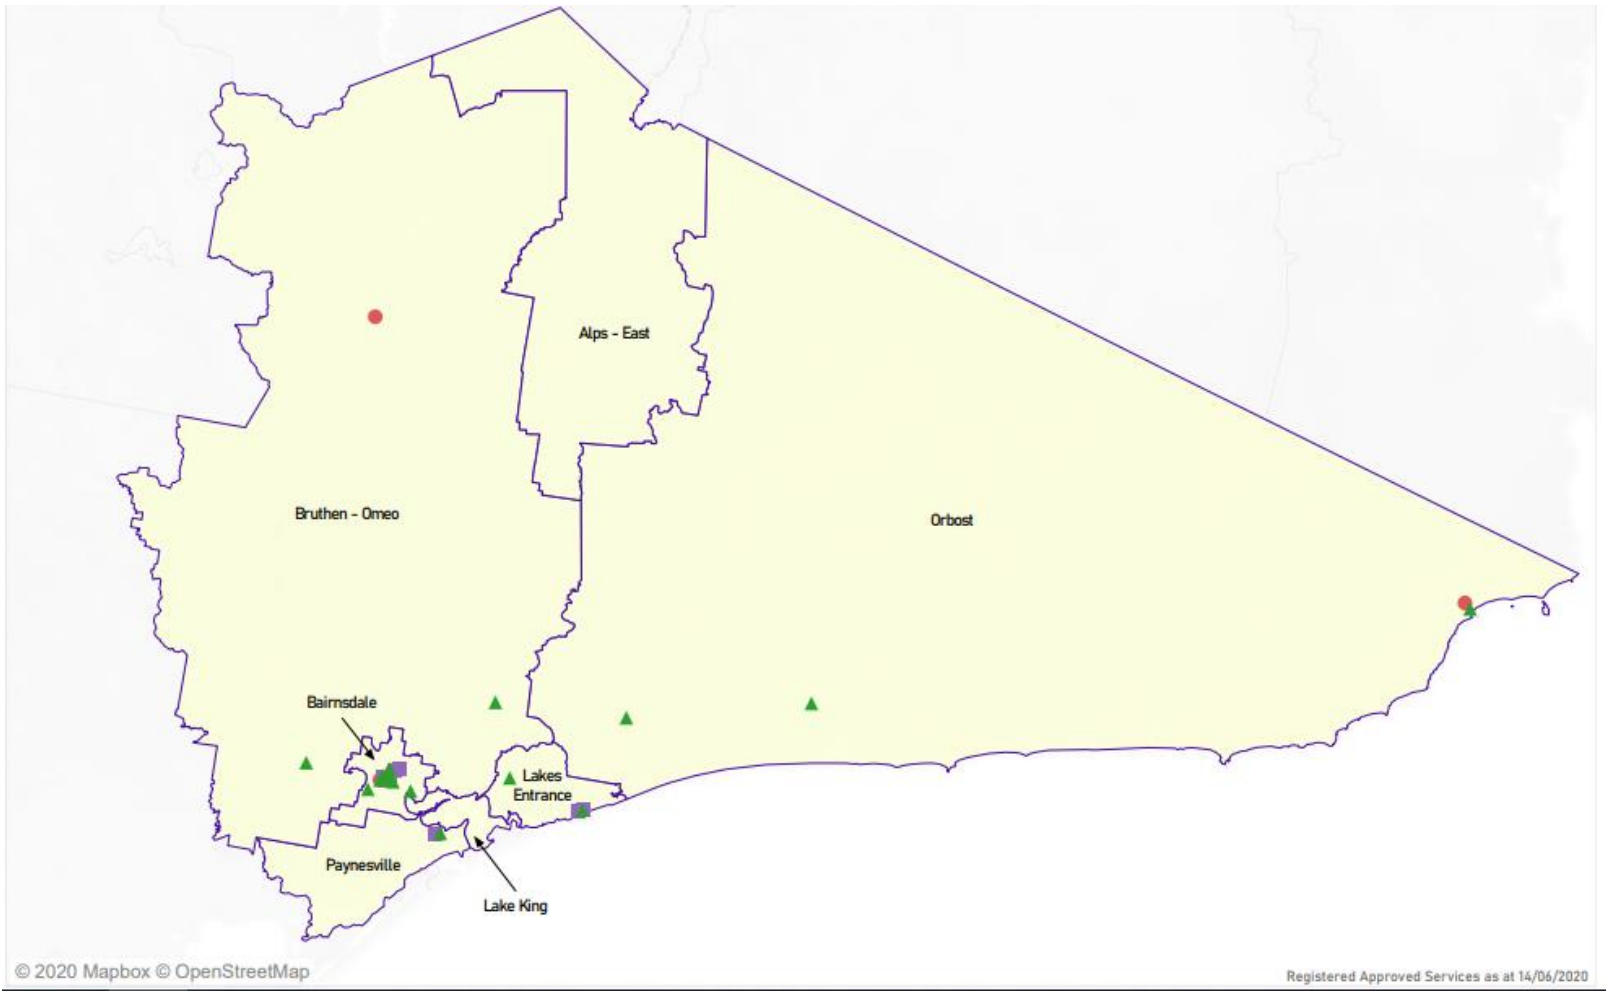 Alps - East
Bruthen - Omeo
Orbost
Bairnsdale
Lakes
Entrance
Paynesville
Lake King
© 2020 Mapbox © OpenStreetMap
Registered Approved Services as at 14/06/2020